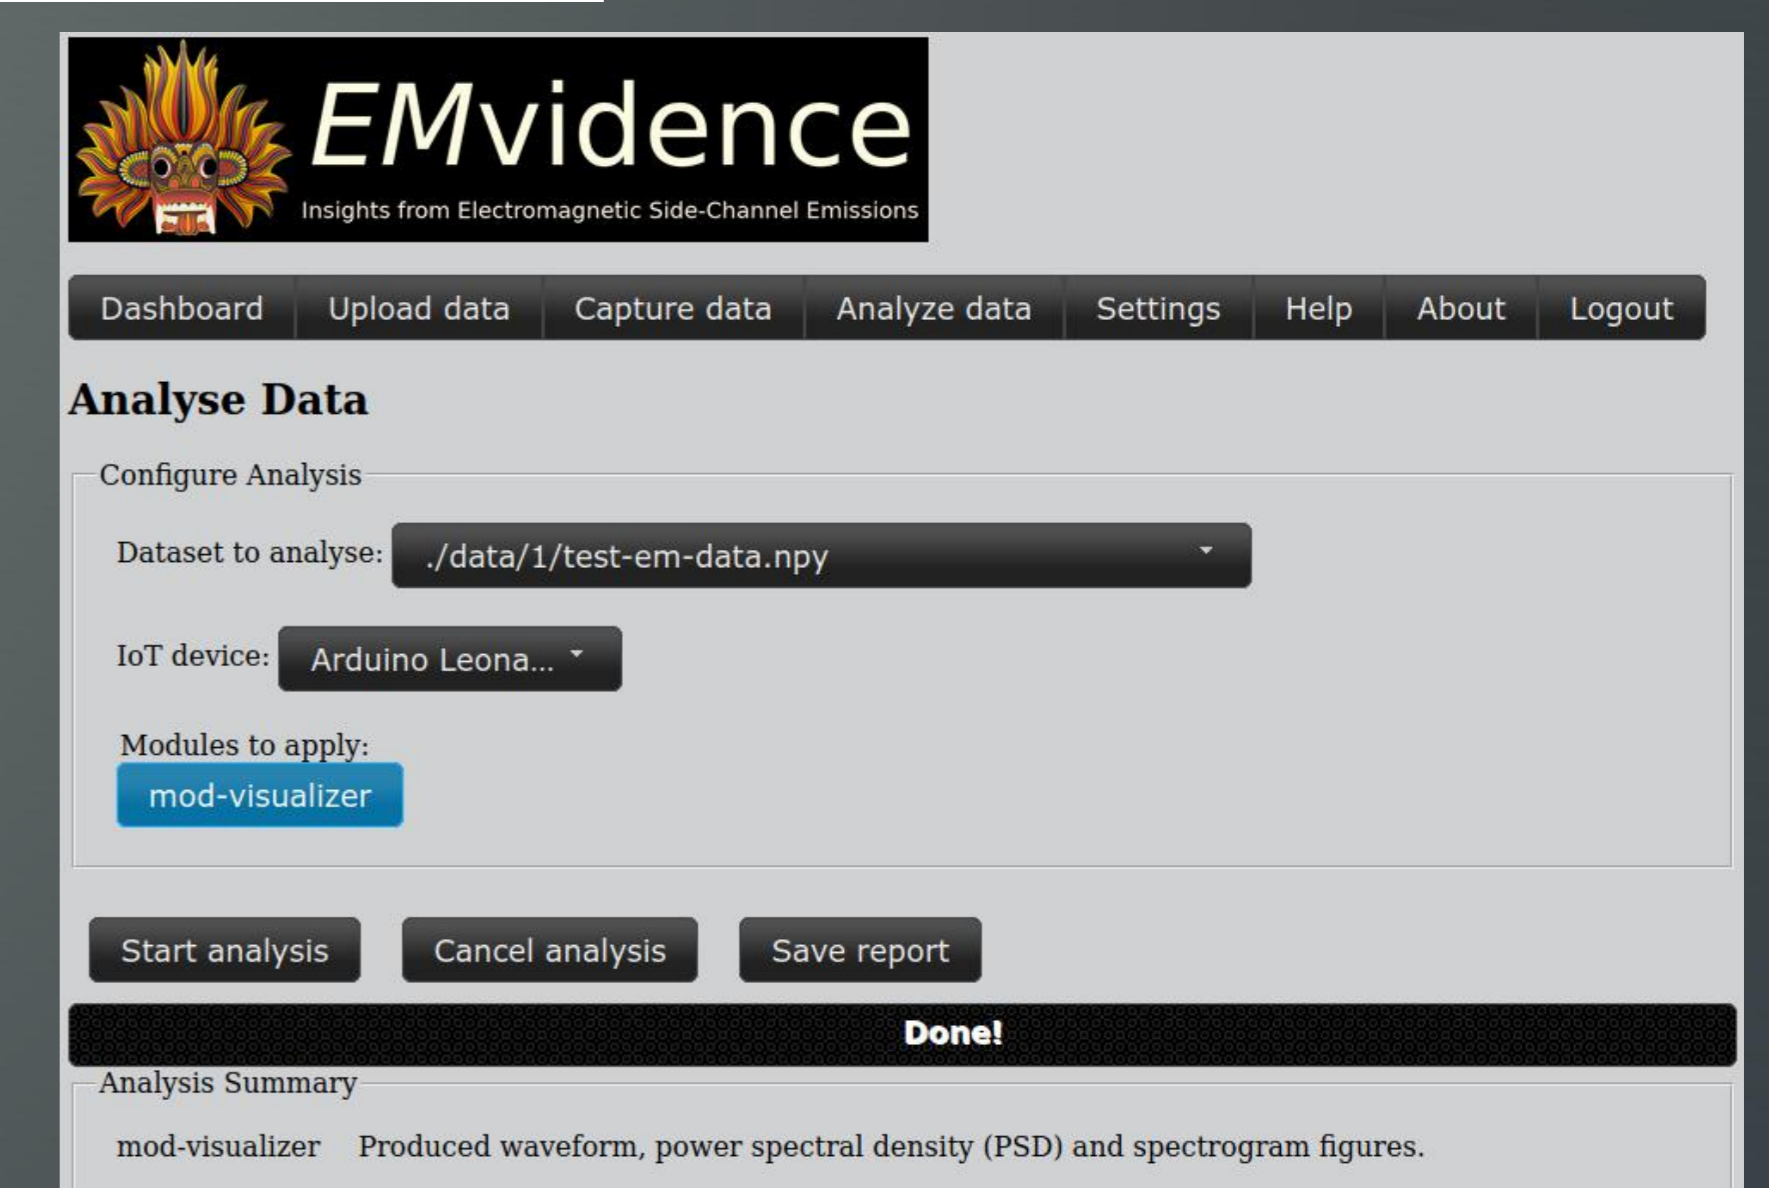 EMvidence
Insights from Electromagnetic Side-Channel Emissions
Dashboard Upload data Capture data Analyze data Settings Help About Logout
Analyse Data
Configure Analysis
Dataset to analyse: ./data/1/test-em-data.npy
IoT device: Arduino Leona...
Modules to apply:
mod-visualizer
Start analysis Cancel analysis Save report
Done!
Analysis Summary
mod-visualizer Produced waveform, power spectral density (PSD) and spectrogram figures.